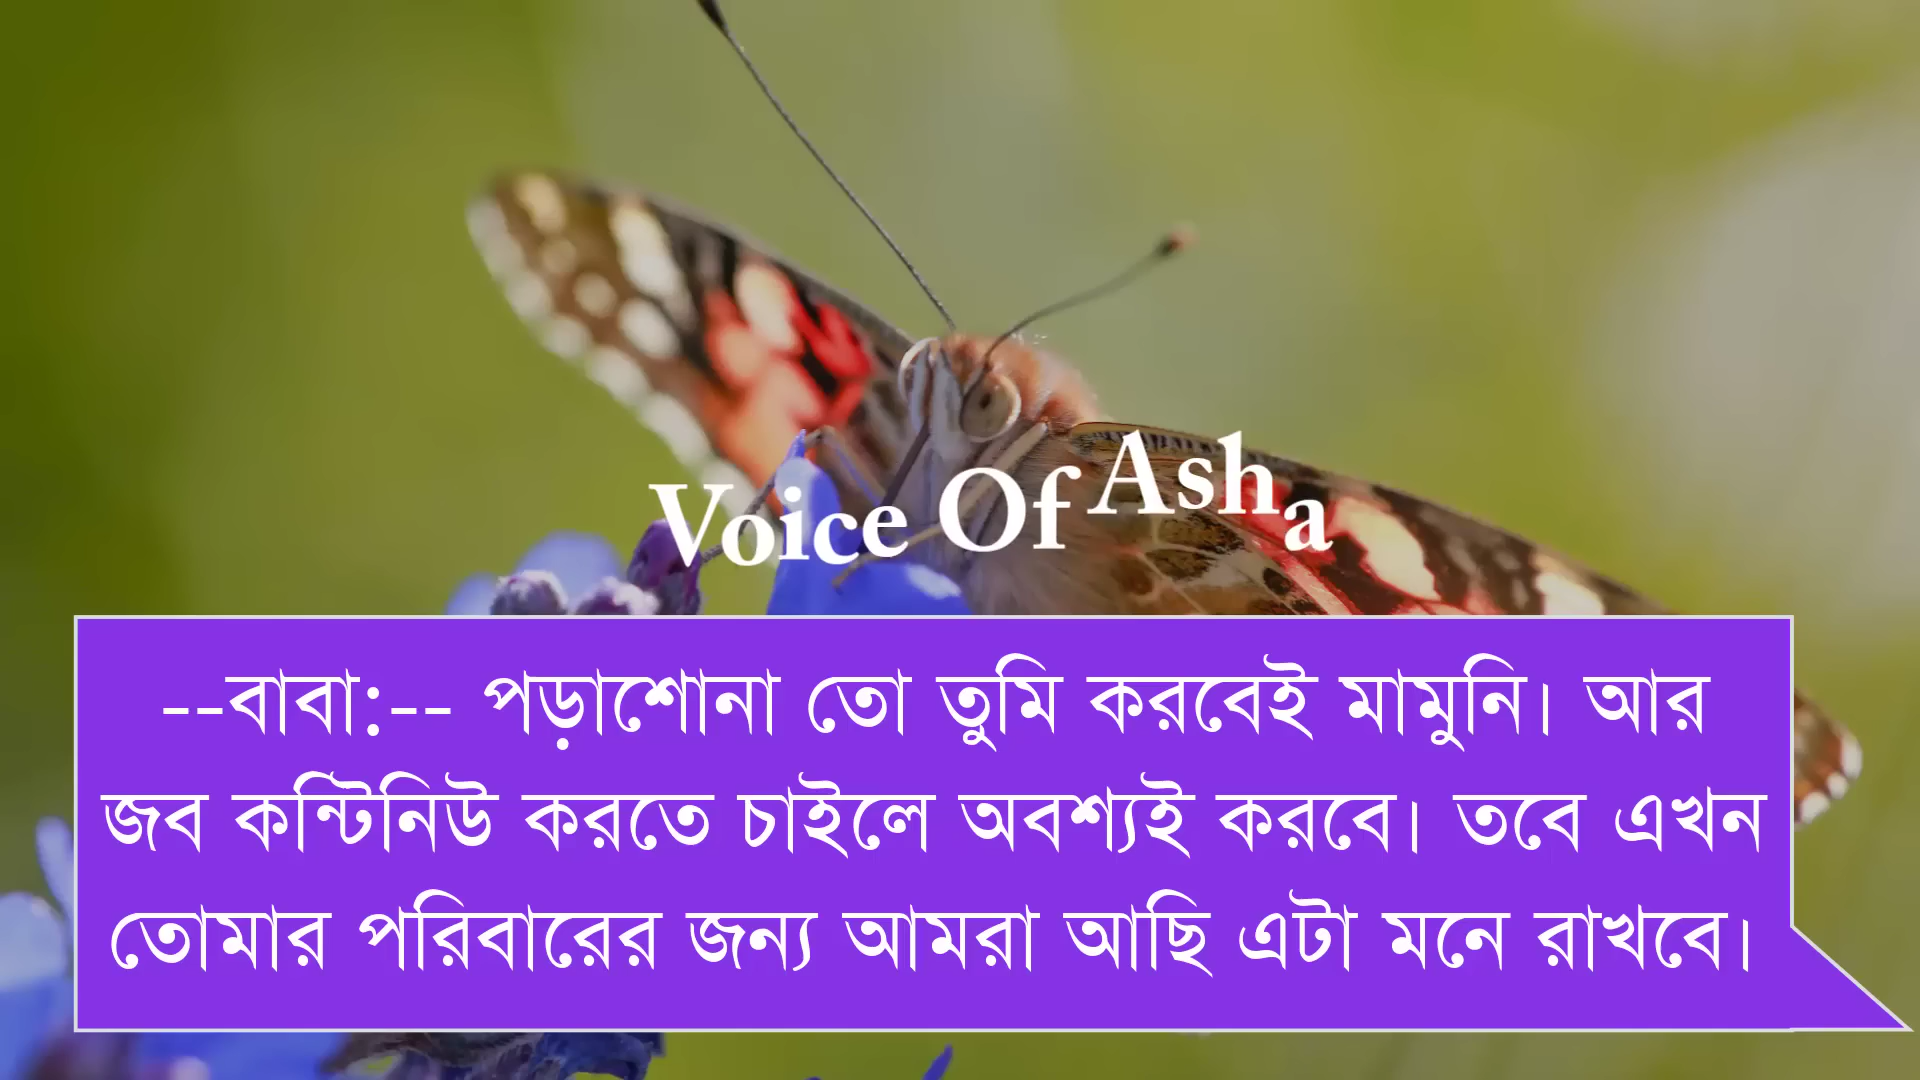 Voice Of Asha
--বাবা:-- পড়াশোনা তো তুমি করবেই মামুনি। আর
জব কন্টিনিউ করতে চাইলে অবশ্যই করবে। তবে এখন
তোমার পরিবারের জন্য আমরা আছি এটা মনে রাখবে।